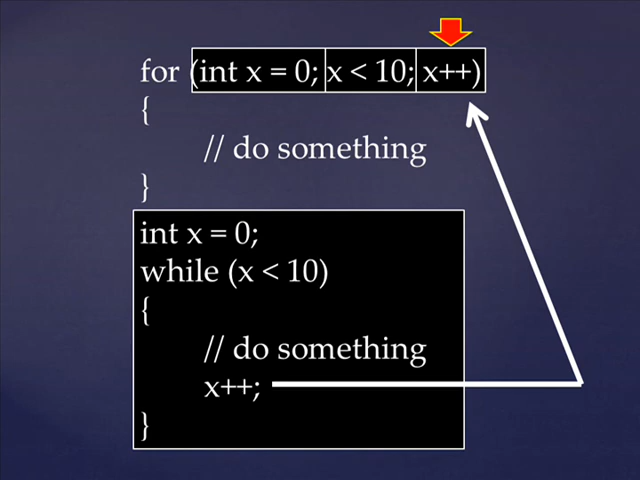 for (int x = 0; x < 10; x++)
{
// do something
}
int x = 0;
while (x < 10)
{
// do something
x++;
}